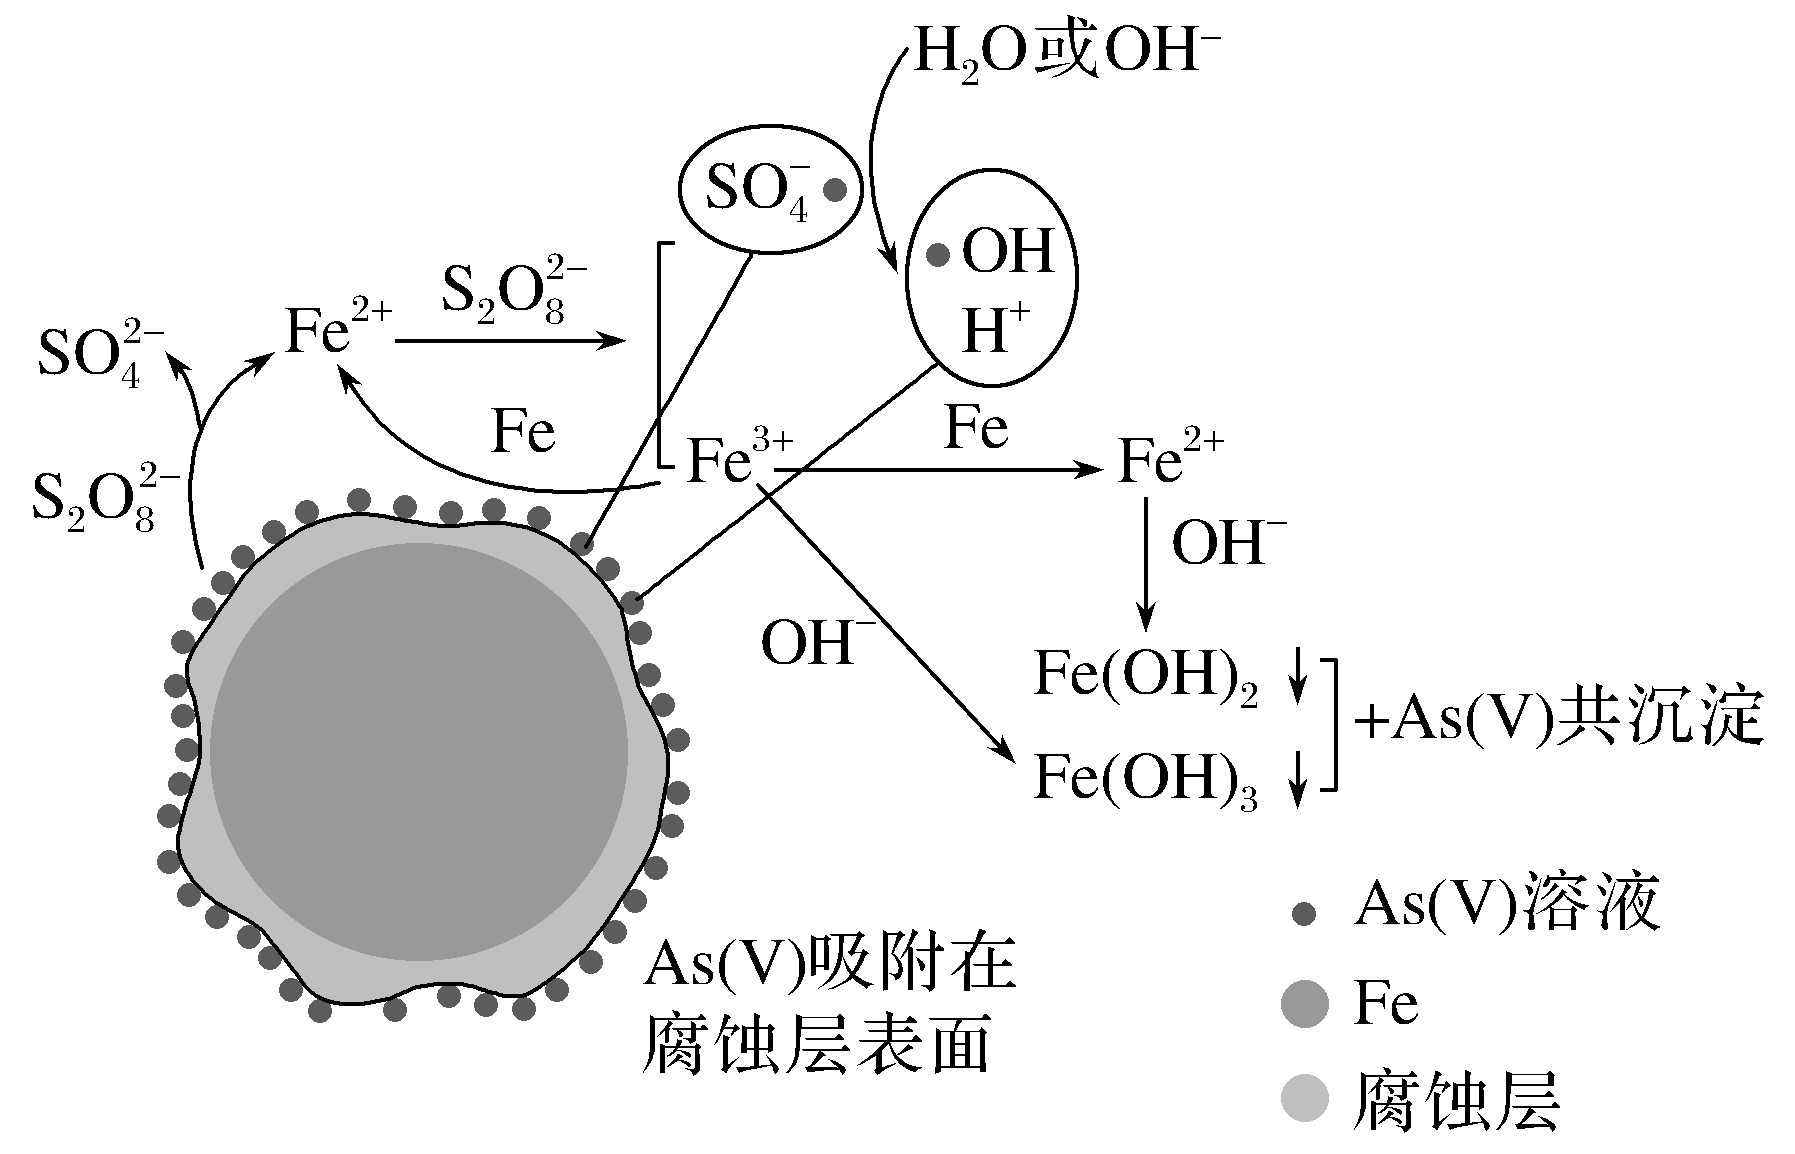 H₂O或OH⁻
SO₄⁻•
•OH
H⁺
S₂O₈²⁻
Fe²⁺
SO₄²⁻
Fe
Fe³⁺
Fe
Fe²⁺
S₂O₈²⁻
OH⁻
OH⁻
Fe(OH)₂↓
+As(V)共沉淀
Fe(OH)₃↓
As(V)溶液
As(V)吸附在
腐蚀层表面
Fe
腐蚀层